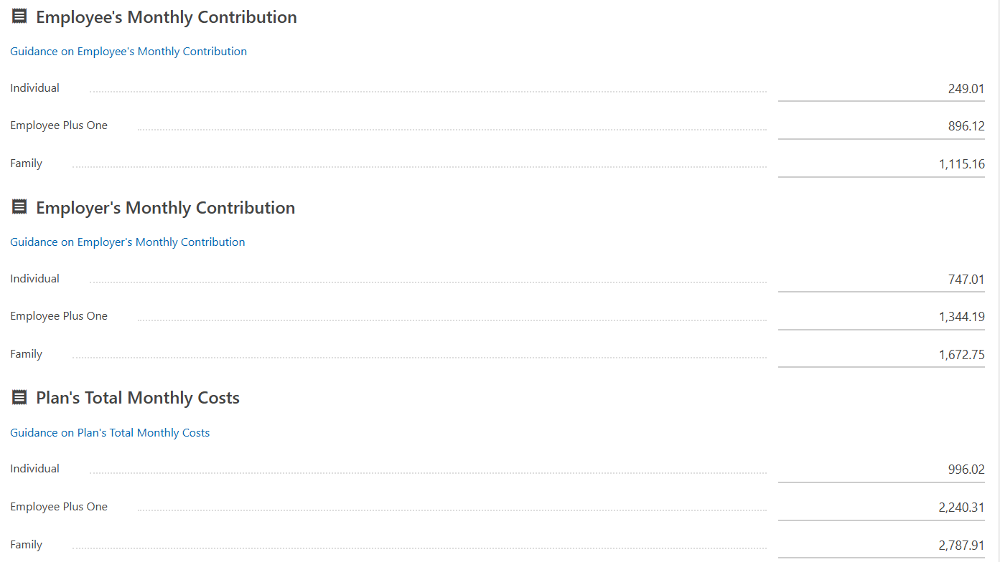 Employee's Monthly Contribution
Guidance on Employee's Monthly Contribution
Individual 249.01
Employee Plus One 896.12
Family 1,115.16
Employer's Monthly Contribution
Guidance on Employer's Monthly Contribution
Individual 747.01
Employee Plus One 1,344.19
Family 1,672.75
Plan's Total Monthly Costs
Guidance on Plan's Total Monthly Costs
Individual 996.02
Employee Plus One 2,240.31
Family 2,787.91